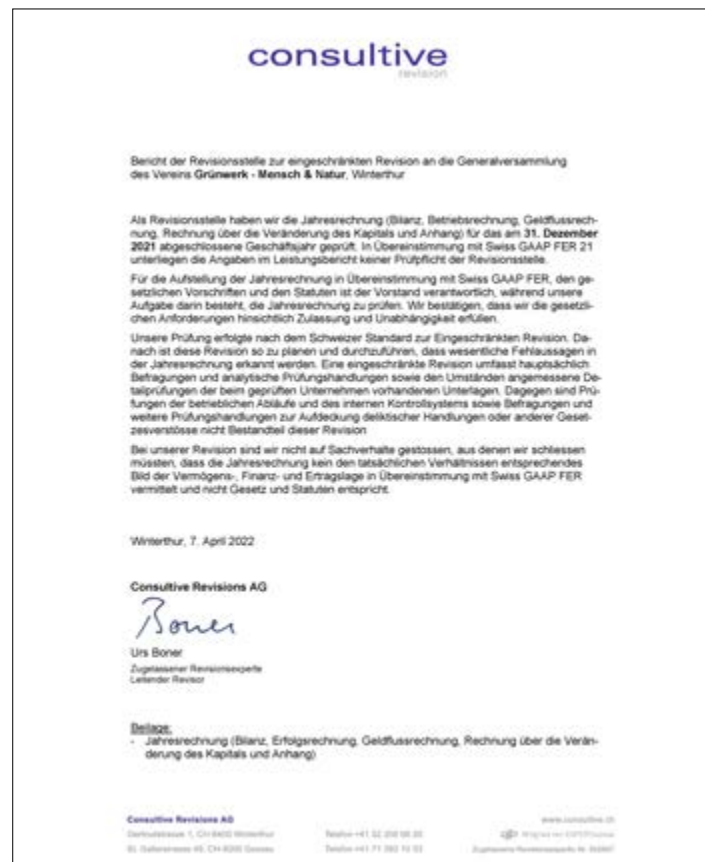 consultive
revision
Bericht der Revisionsstelle zur eingeschränkten Revision an die Generalversammlung
des Vereins Grünwerk - Mensch & Natur, Winterthur
Als Revisionsstelle haben wir die Jahresrechnung (Bilanz, Betriebsrechnung, Geldflussrech-
nung, Rechnung über die Veränderung des Kapitals und Anhang) für das am 31. Dezember
2021 abgeschlossene Geschäftsjahr geprüft. In Übereinstimmung mit Swiss GAAP FER 21
unterliegen die Angaben im Leistungsbericht keiner Prüfpflicht der Revisionsstelle.
Für die Aufstellung der Jahresrechnung in Übereinstimmung mit Swiss GAAP FER, den ge-
setzlichen Vorschriften und den Statuten ist der Vorstand verantwortlich, während unsere
Aufgabe darin besteht, die Jahresrechnung zu prüfen. Wir bestätigen, dass wir die gesetzli-
chen Anforderungen hinsichtlich Zulassung und Unabhängigkeit erfüllen.
Unsere Prüfung erfolgte nach dem Schweizer Standard zur Eingeschränkten Revision. Da-
nach ist diese Revision so zu planen und durchzuführen, dass wesentliche Fehlaussagen in
der Jahresrechnung erkannt werden. Eine eingeschränkte Revision umfasst hauptsächlich
Befragungen und analytische Prüfungshandlungen sowie den Umständen angemessene De-
tailprüfungen der beim geprüften Unternehmen vorhandenen Unterlagen. Dagegen sind Prü-
fungen der betrieblichen Abläufe und des internen Kontrollsystems sowie Befragungen und
weitere Prüfungshandlungen zur Aufdeckung deliktischer Handlungen oder anderer Geset-
zesverstösse nicht Bestandteil dieser Revision
Bei unserer Revision sind wir nicht auf Sachverhalte gestossen, aus denen wir schliessen
müssten, dass die Jahresrechnung kein den tatsächlichen Verhältnissen entsprechendes
Bild der Vermögens-, Finanz- und Ertragslage in Übereinstimmung mit Swiss GAAP FER
vermittelt und nicht Gesetz und Statuten entspricht.
Winterthur, 7. April 2022
Consultive Revisions AG
Boner
Urs Boner
Zugelassener Revisionsexperte
Leitender Revisor
Beilage:
- Jahresrechnung (Bilanz, Erfolgsrechnung, Geldflussrechnung, Rechnung über die Verän-
derung des Kapitals und Anhang)
Consultive Revisions AG
www.consultive.ch